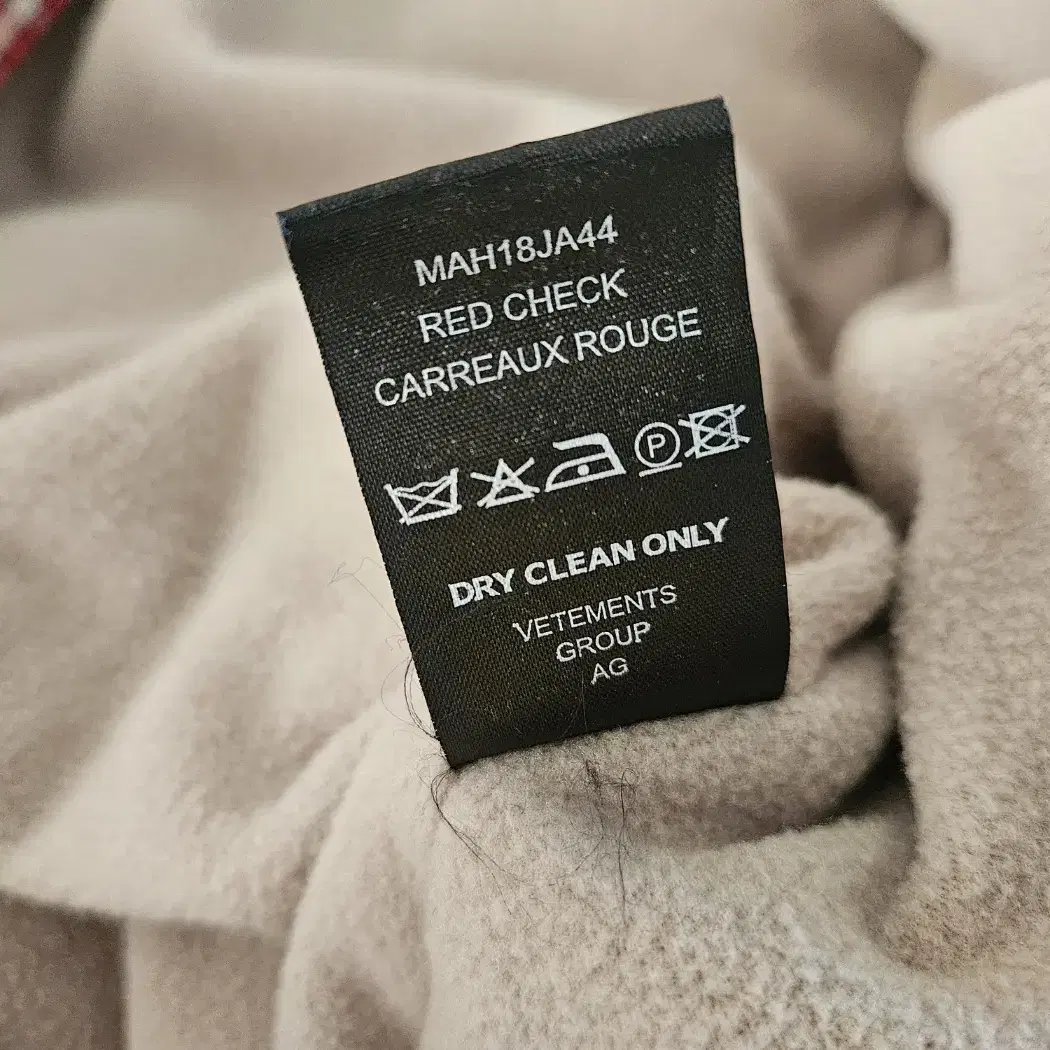 MAH18JA44
RED CHECK
CARREAUX ROUGE
P
DRY CLEAN ONLY
VETEMENTS
GROUP
AG